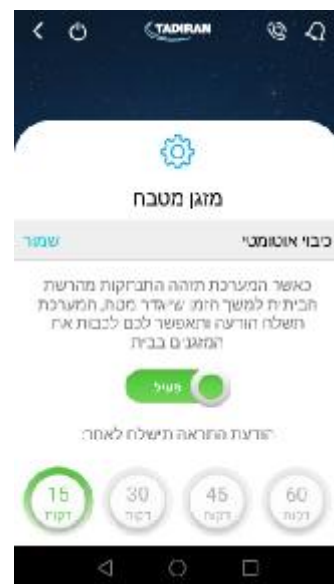 TADIRAN
מזגן מטבח
כיבוי אוטומטי
שמור
כאשר המערכת תזהה התנתקות מהרשת
הביתית למשך הזמן שיוגדר מטה, המערכת
תשלח הודעה ותאפשר לכם לכבות את
המזגנים בבית
פעיל
הודעת התראה תישלח לאחר:
15
דקות
30
דקות
45
דקות
60
דקות